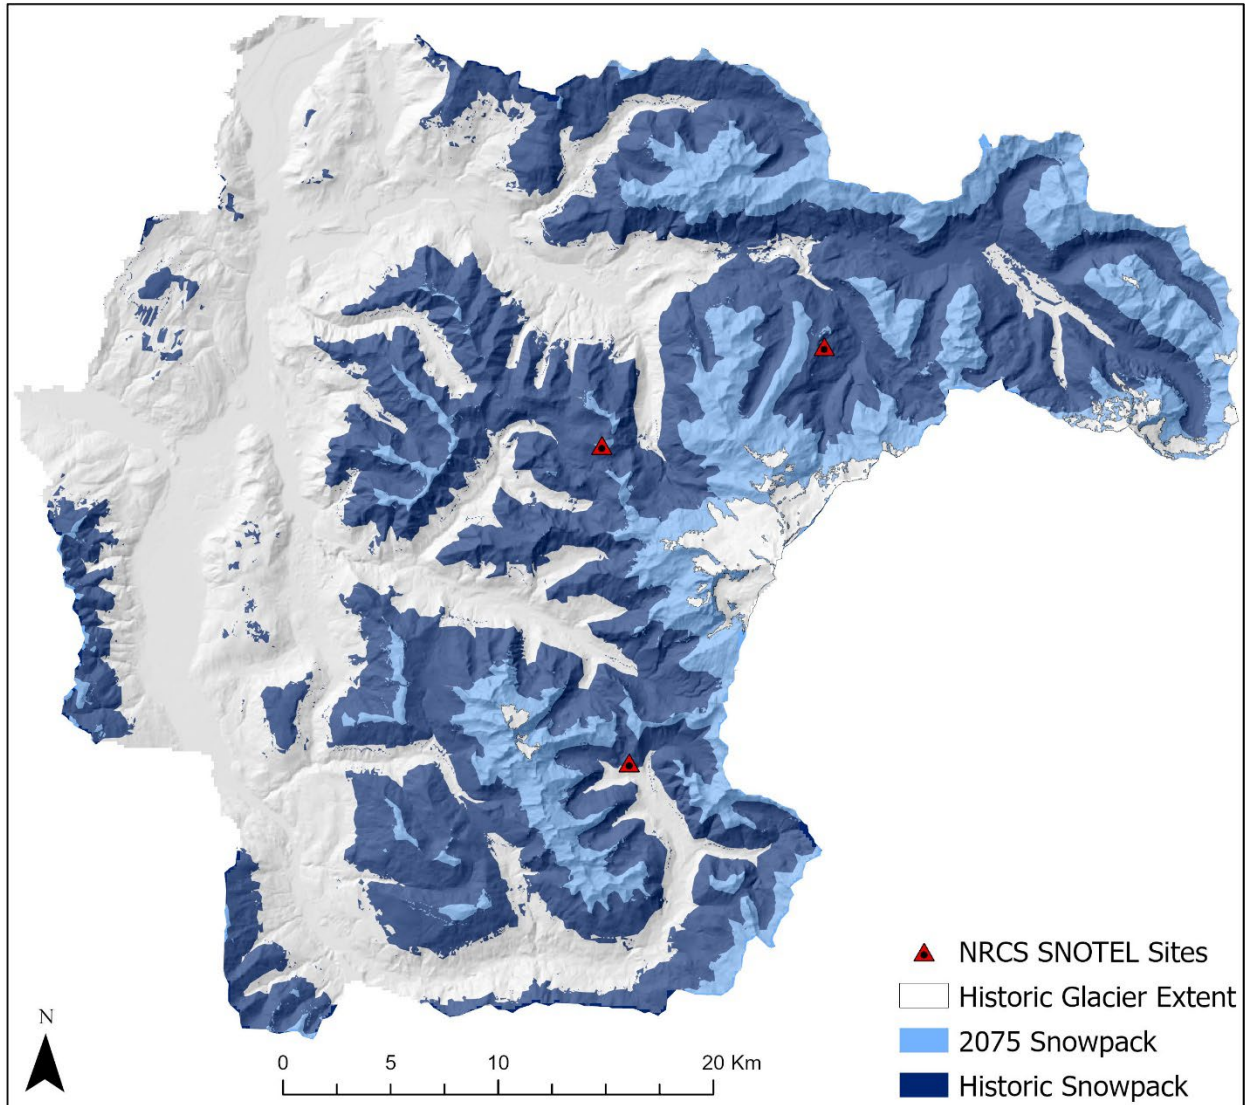 NRCS SNOTEL Sites
Historic Glacier Extent
2075 Snowpack
Historic Snowpack
N
0 5 10 20 Km